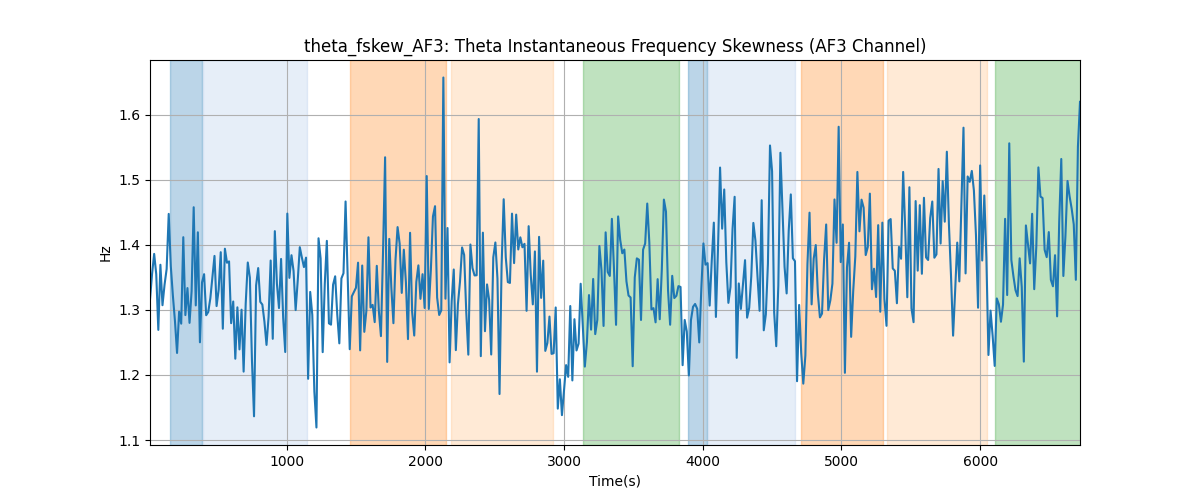 theta_fskew_AF3: Theta Instantaneous Frequency Skewness (AF3 Channel)
1.6
1.5
1.4
1.3
1.2
1.1
Hz
1000 2000 3000 4000 5000 6000
Time(s)